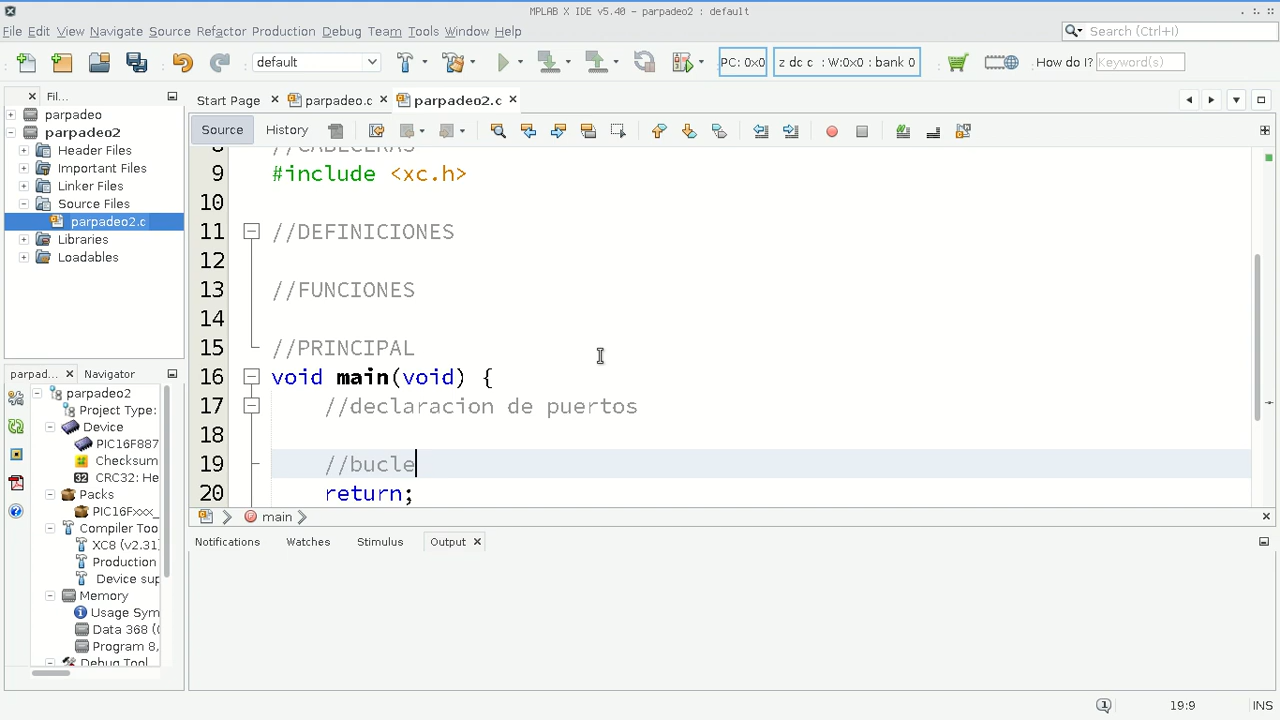 MPLAB X IDE v5.40 - parpadeo2 : default
File Edit View Navigate Source Refactor Production Debug Team Tools Window Help
Search (Ctrl+I)
default
PC: 0x0
z dc c : W:0x0 : bank 0
How do I?
Keyword(s)
Fil...
Start Page
parpadeo.c
parpadeo2.c
parpadeo
parpadeo2
Header Files
Important Files
Linker Files
Source Files
parpadeo2.c
Libraries
Loadables
Source
History
8 //CABECERAS
9 #include <xc.h>
10
11 //DEFINICIONES
12
13 //FUNCIONES
14
15 //PRINCIPAL
16 void main(void) {
17 //declaracion de puertos
18
19 //bucle
20 return;
main
parpad...
Navigator
parpadeo2
Project Type:
Device
PIC16F887
Checksum
CRC32: He
Packs
PIC16Fxxx_
Compiler Too
XC8 (v2.31)
Production
Device sup
Memory
Usage Sym
Data 368 (
Program 8,
Debug Tool
Notifications
Watches
Stimulus
Output
19:9
INS